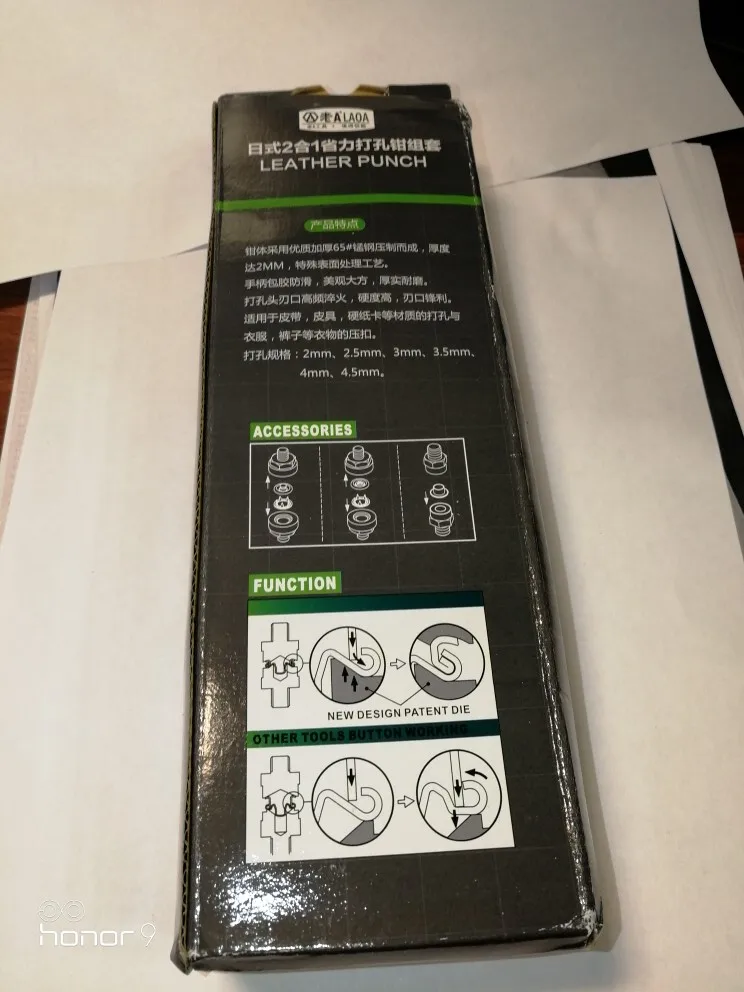 老A LAOA
日式2合1省力打孔钳组套
LEATHER PUNCH
产品特点
钳体采用优质加厚65#锰钢压制而成，厚度
达2MM，特殊表面处理工艺。
手柄包胶防滑，美观大方，厚实耐磨。
打孔头刃口高频淬火，硬度高，刃口锋利。
适用于皮带，皮具，硬纸卡等材质的打孔与
衣服，裤子等衣物的压扣。
打孔规格：2mm、2.5mm、3mm、3.5mm、
4mm、4.5mm。
ACCESSORIES
FUNCTION
NEW DESIGN PATENT DIE
OTHER TOOLS BUTTON WORKING
honor 9